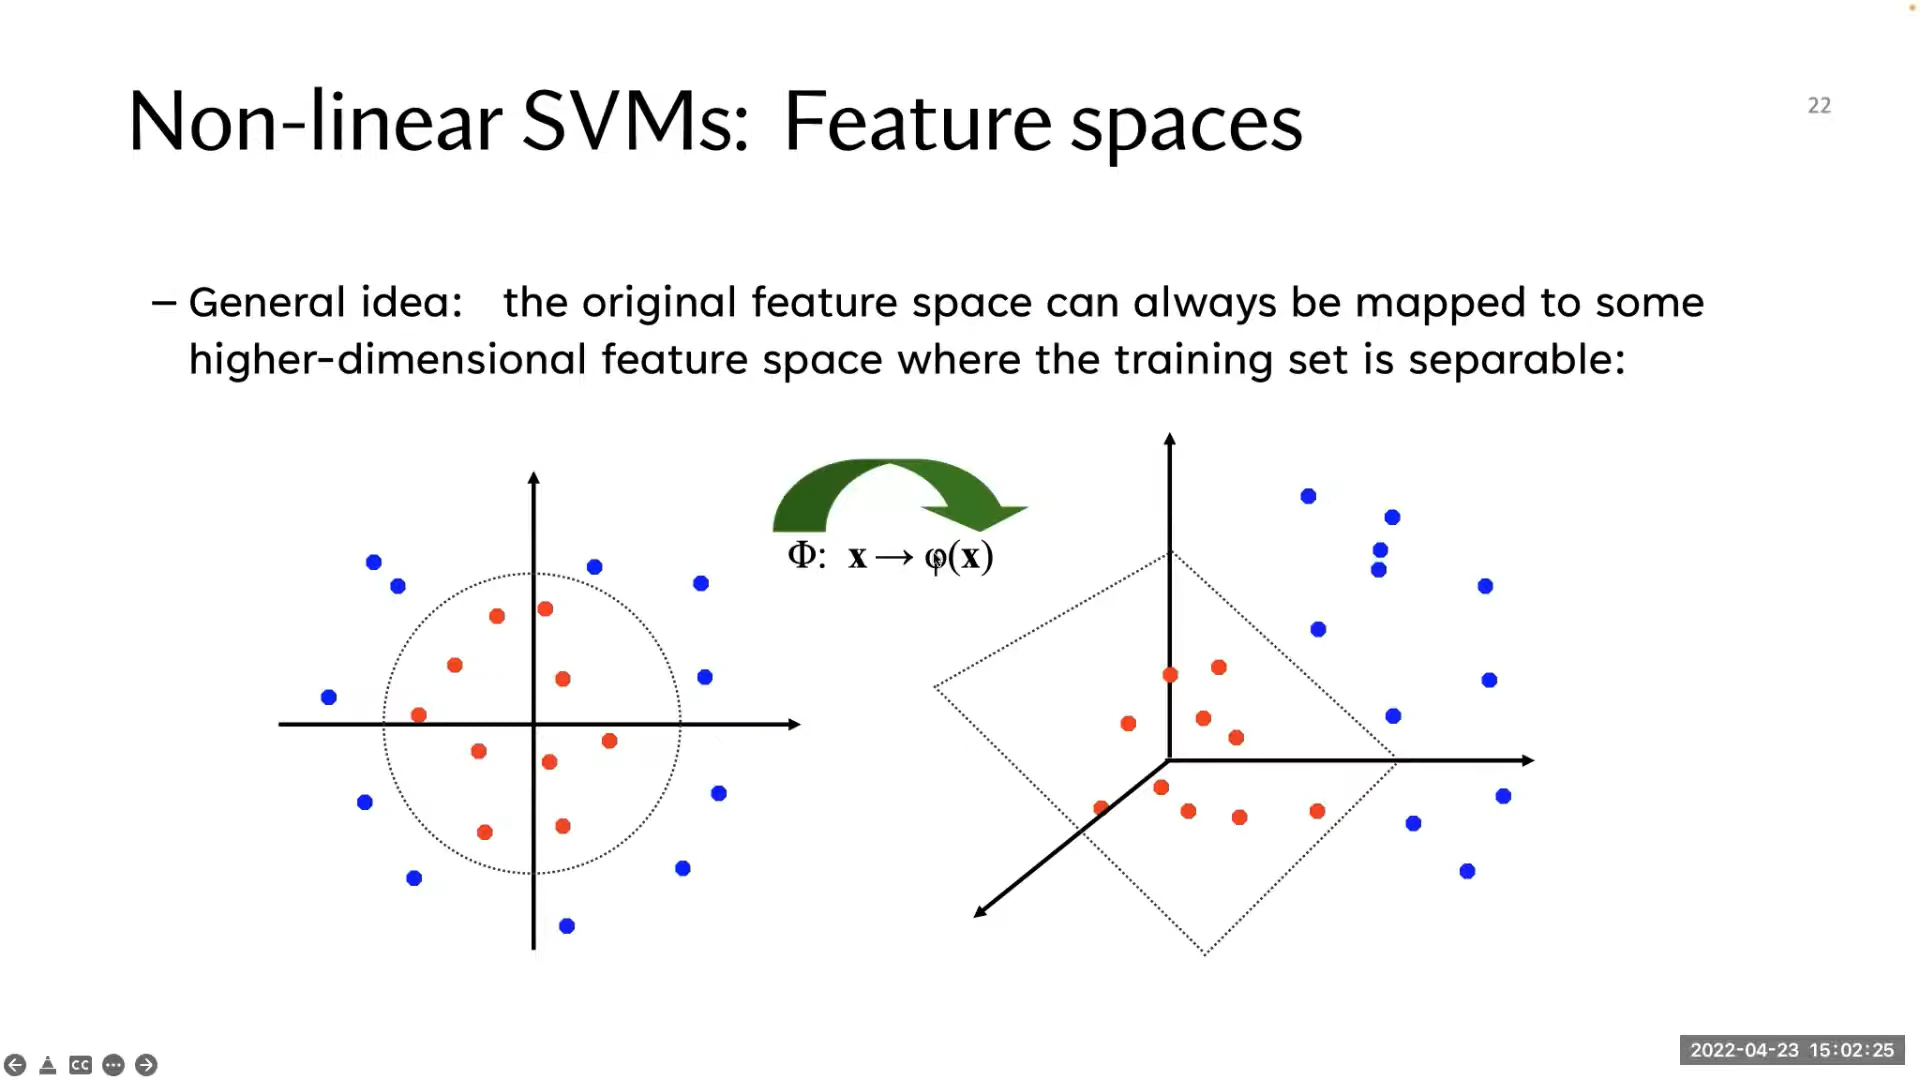 Non-linear SVMs: Feature spaces
22
– General idea: the original feature space can always be mapped to some
higher-dimensional feature space where the training set is separable:
Φ: x → φ(x)
CC
2022-04-23 15:02:25